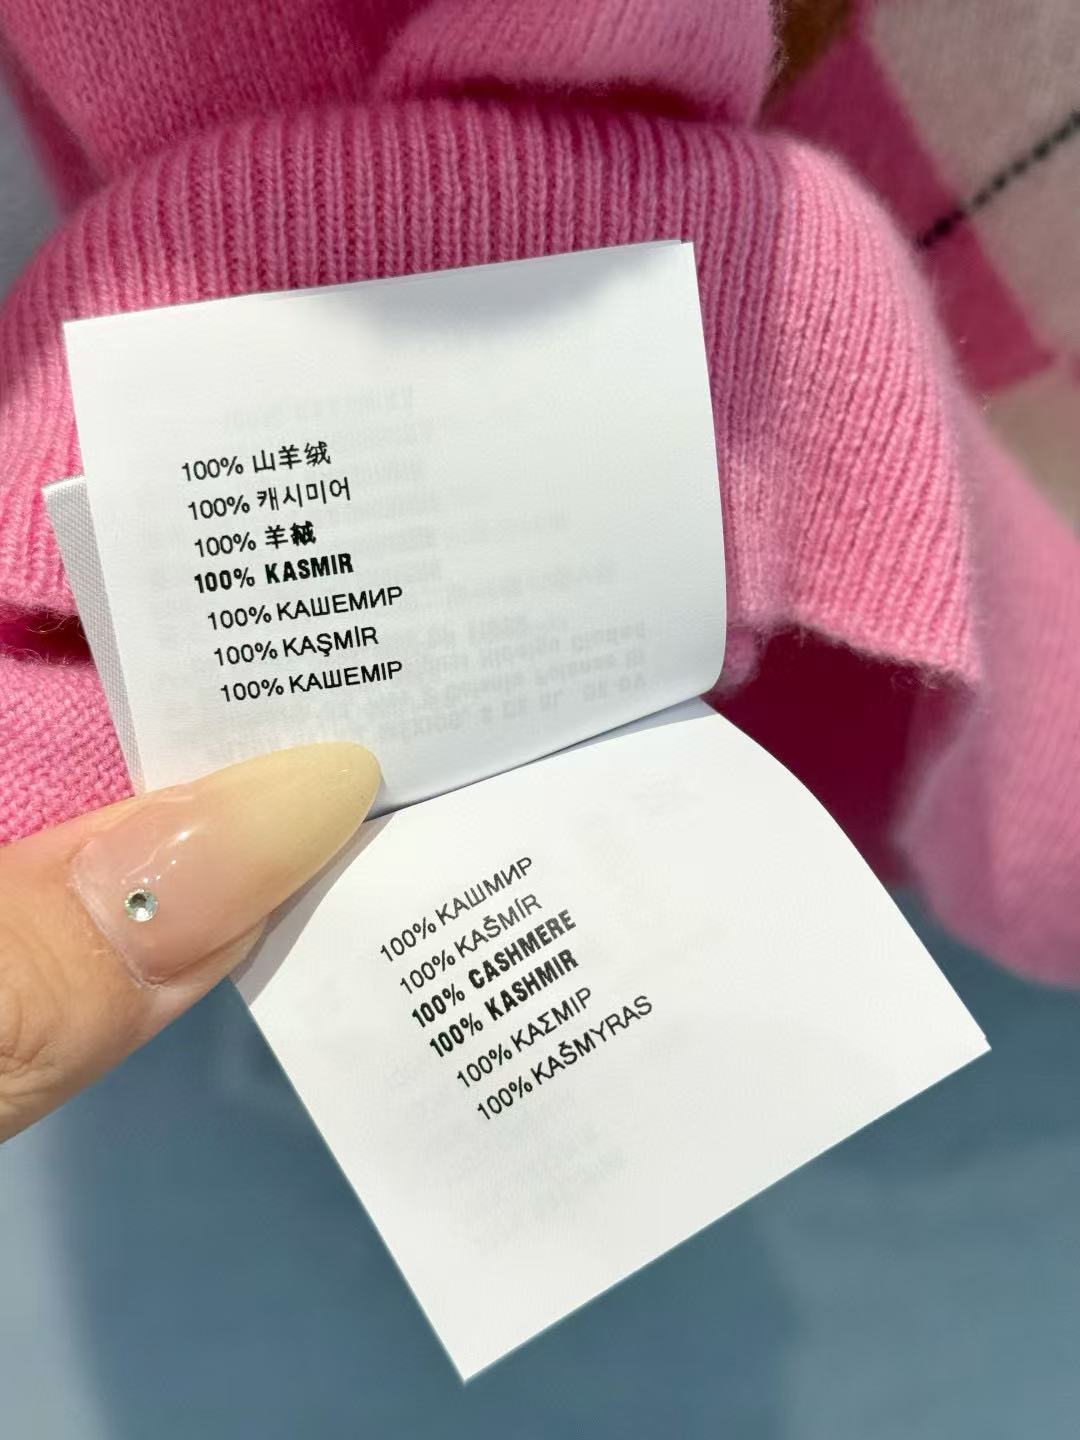 100% 山羊绒
100% 캐시미어
100% 羊絨
100% KASMIR
100% КАШЕМИР
100% KAŞMİR
100% КАШЕМІР
100% КАШМИР
100% KAŠMÍR
100% CASHMERE
100% KASHMIR
100% ΚΑΣΜΙΡ
100% KAŠMYRAS